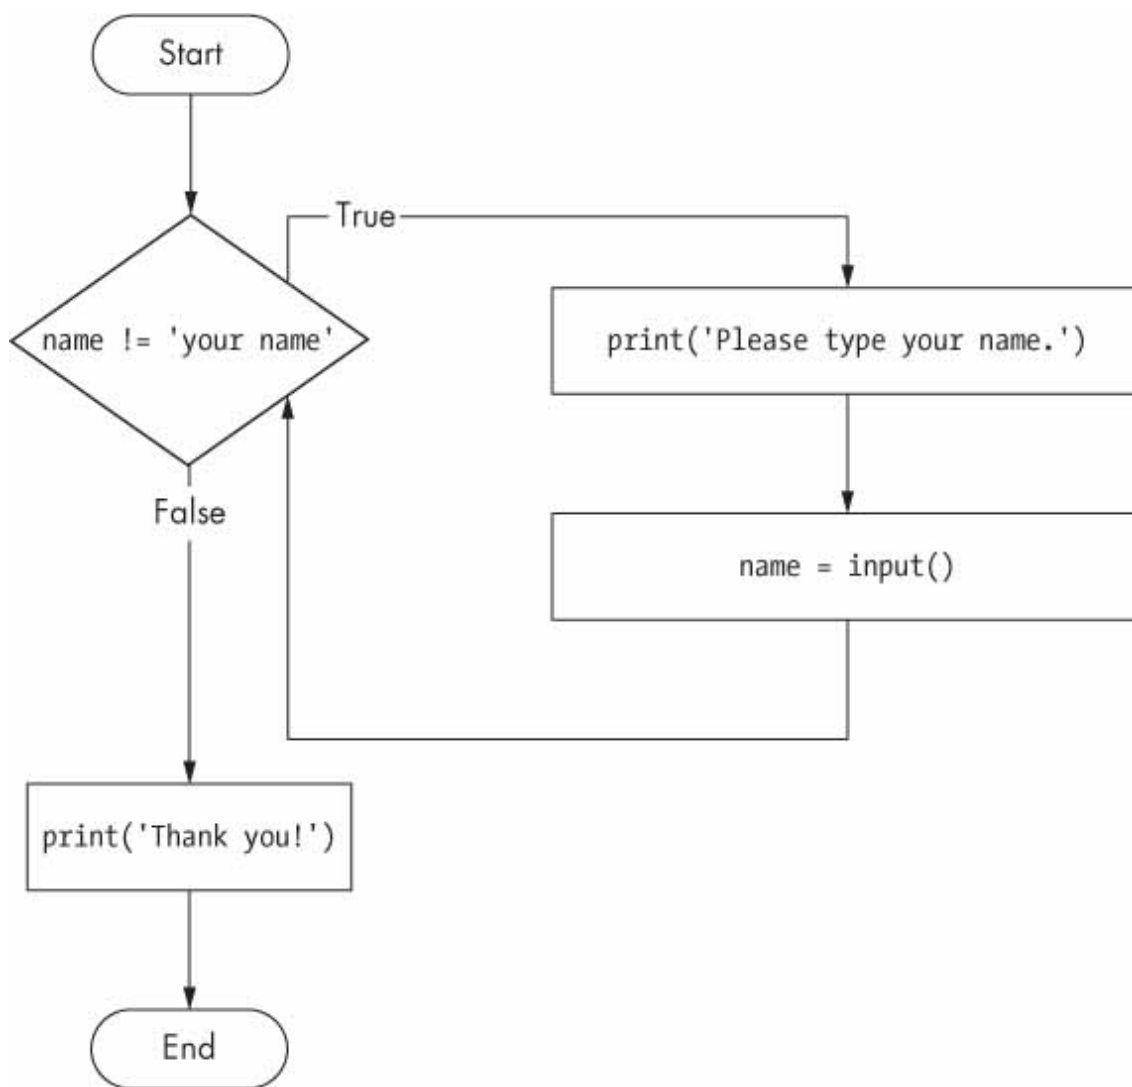 Start
True
name != 'your name'
print('Please type your name.')
False
name = input()
print('Thank you!')
End